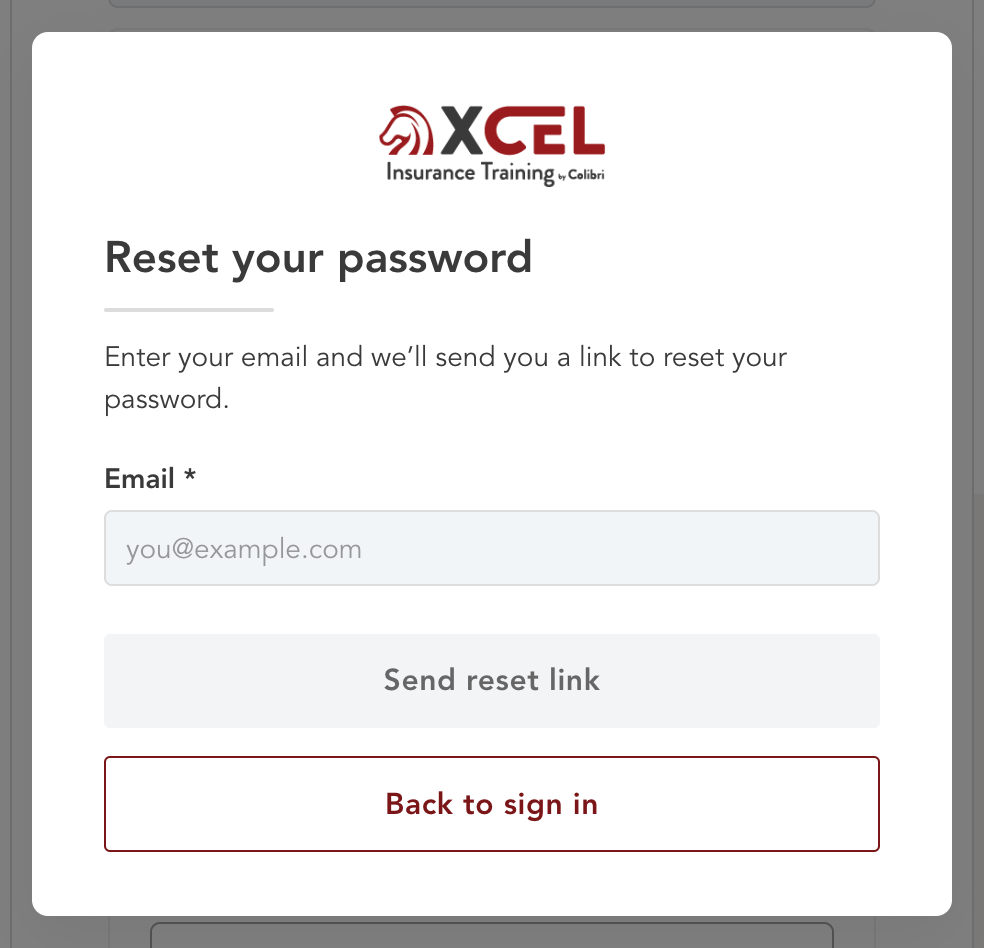 XCEL
Insurance Training by Colibri
Reset your password
Enter your email and we’ll send you a link to reset your
password.
Email *
you@example.com
Send reset link
Back to sign in